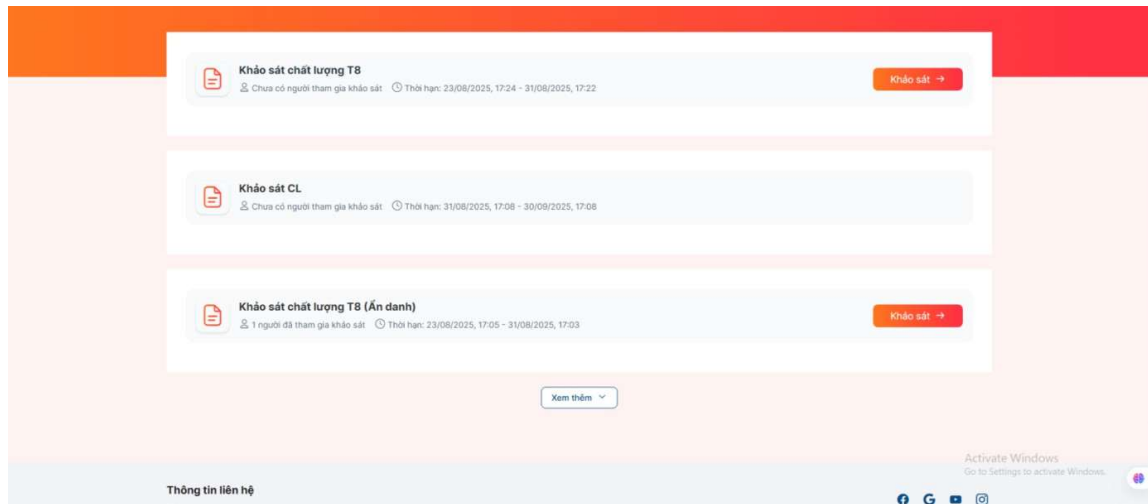 Khảo sát chất lượng T8
Chưa có người tham gia khảo sát Thời hạn: 23/08/2025, 17:24 - 31/08/2025, 17:22
Khảo sát →
Khảo sát CL
Chưa có người tham gia khảo sát Thời hạn: 31/08/2025, 17:08 - 30/09/2025, 17:08
Khảo sát chất lượng T8 (Ẩn danh)
1 người đã tham gia khảo sát Thời hạn: 23/08/2025, 17:05 - 31/08/2025, 17:03
Khảo sát →
Xem thêm
Activate Windows
Go to Settings to activate Windows.
Thông tin liên hệ